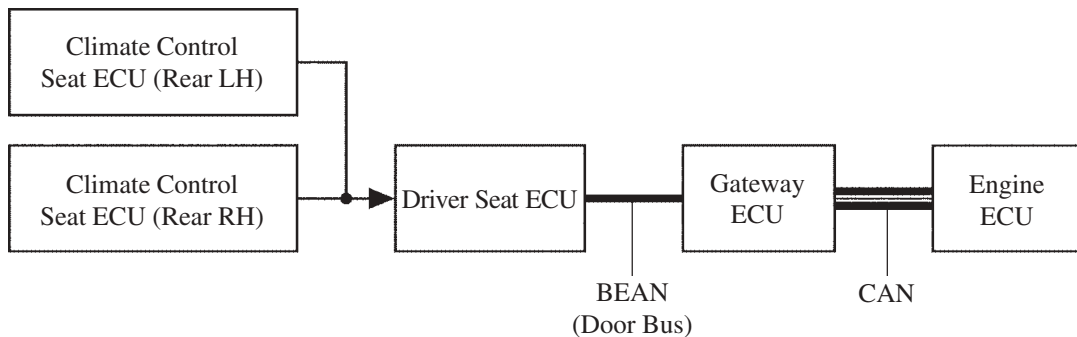 Climate Control
Seat ECU (Rear LH)
Climate Control
Seat ECU (Rear RH)
Driver Seat ECU
Gateway
ECU
Engine
ECU
BEAN
(Door Bus)
CAN